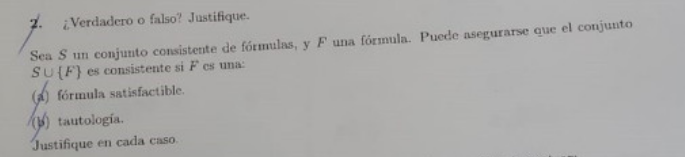 2. ¿Verdadero o falso? Justifique.
Sea S un conjunto consistente de fórmulas, y F una fórmula. Puede asegurarse que el conjunto
S ∪ {F} es consistente si F es una:
(a) fórmula satisfactible.
(b) tautología.
Justifique en cada caso.